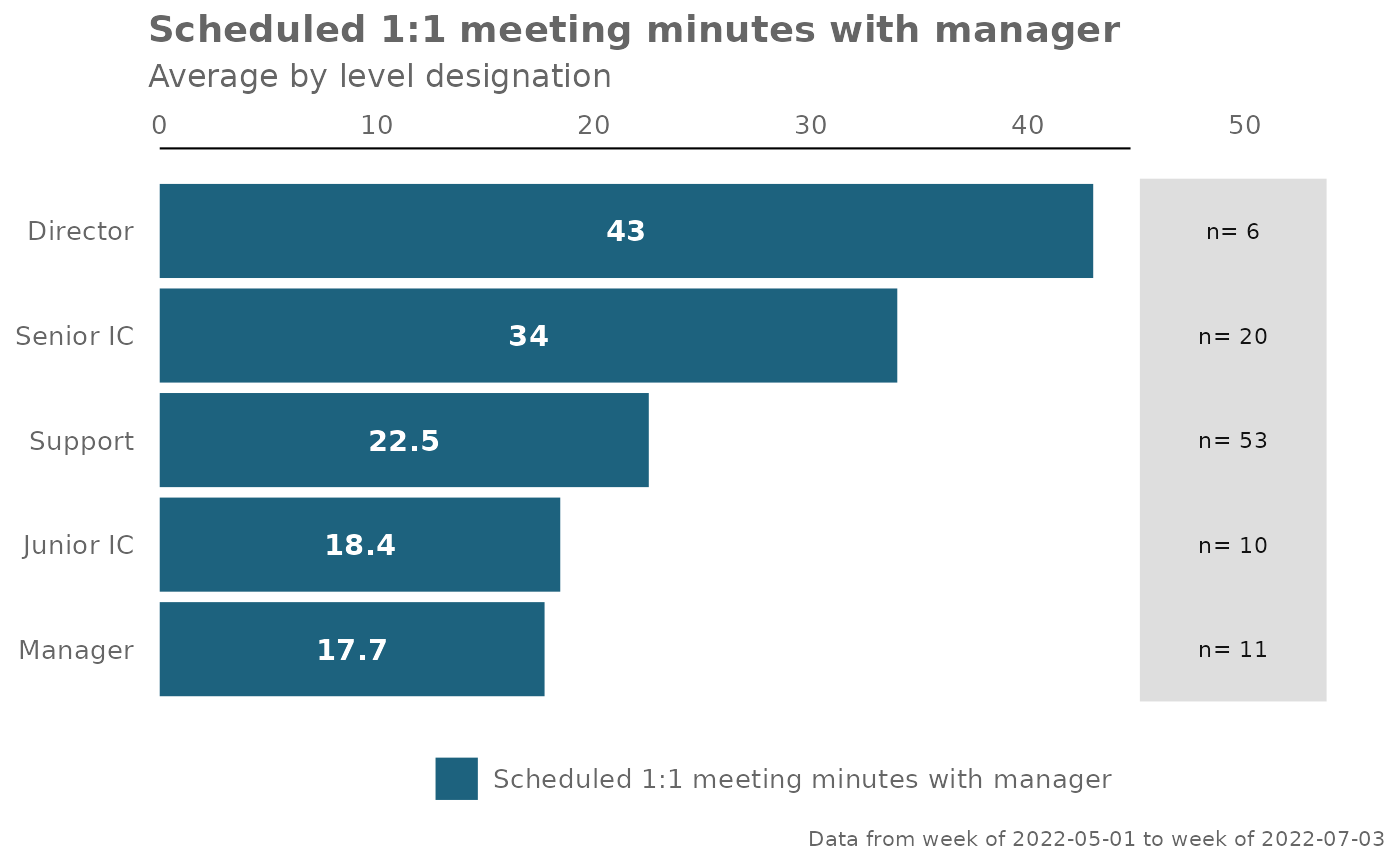 Scheduled 1:1 meeting minutes with manager
Average by level designation
0 10 20 30 40 50
Director 43 n= 6
Senior IC 34 n= 20
Support 22.5 n= 53
Junior IC 18.4 n= 10
Manager 17.7 n= 11
Scheduled 1:1 meeting minutes with manager
Data from week of 2022-05-01 to week of 2022-07-03